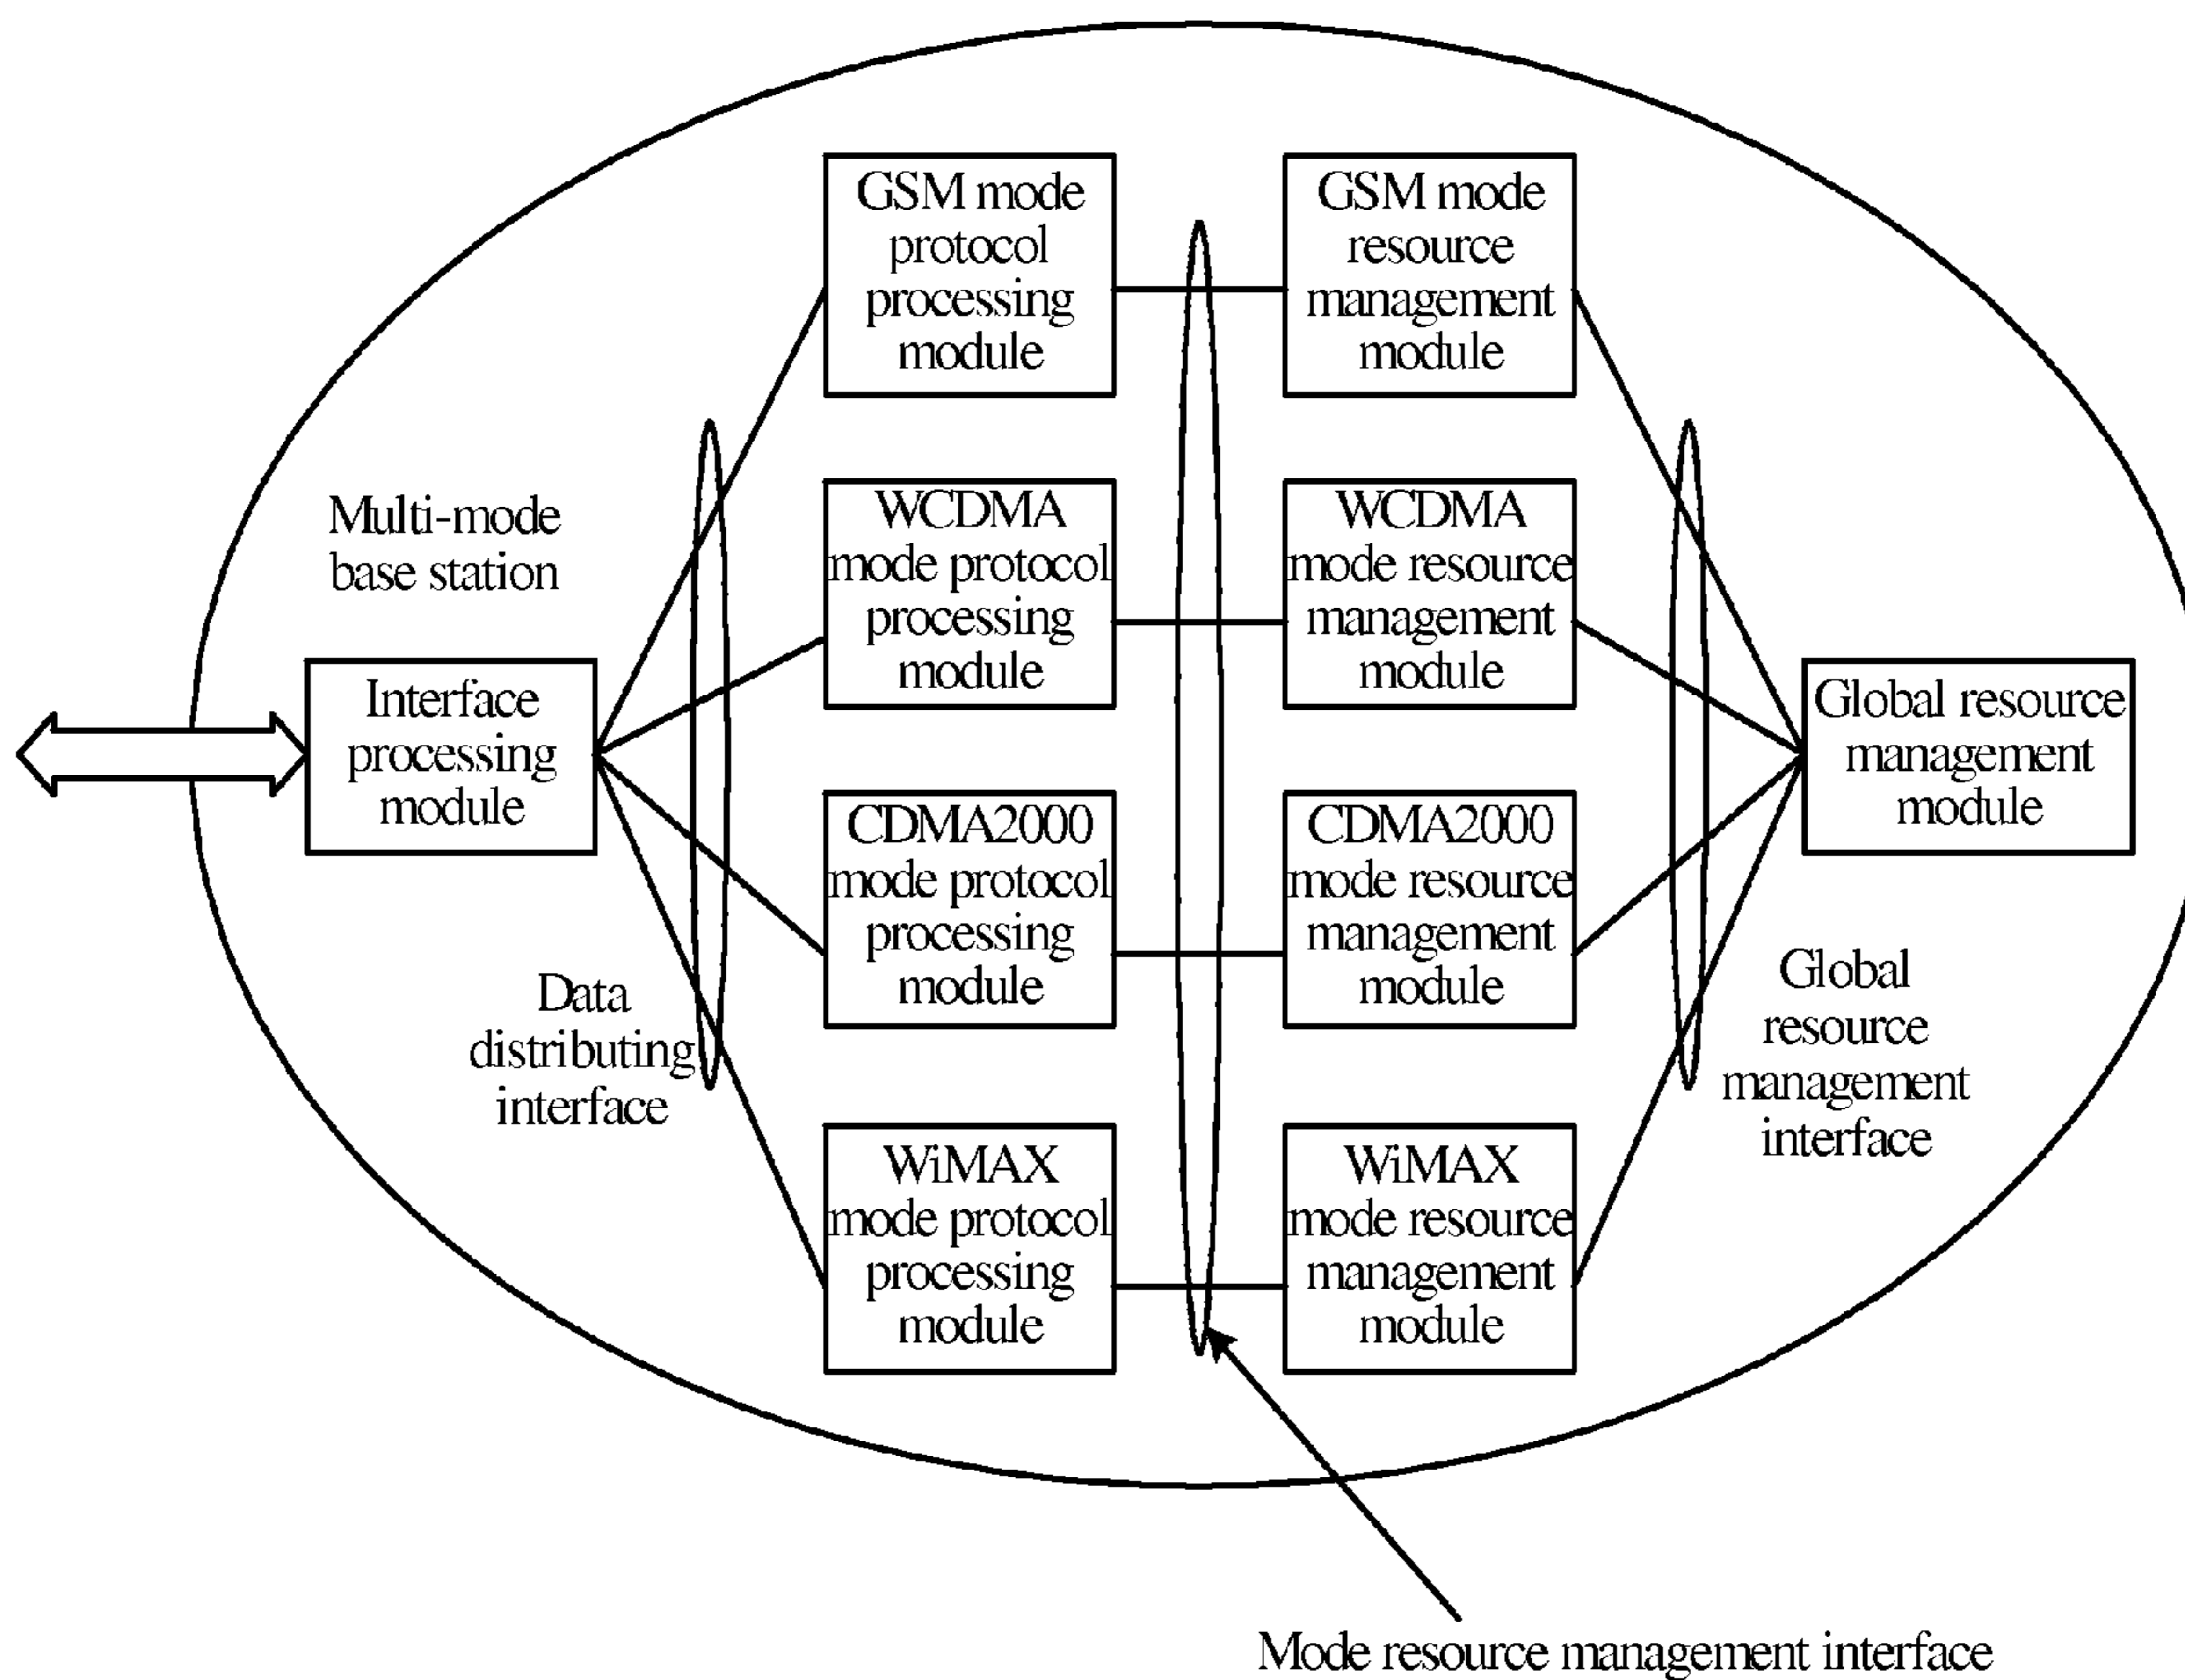 GSM mode
protocol
processing
module
GSM mode
resource
management
module
Multi-mode
base station
WCDMA
mode protocol
processing
module
WCDMA
mode resource
management
module
Interface
processing
module
Global resource
management
module
CDMA2000
mode protocol
processing
module
CDMA2000
mode resource
management
module
Data
distributing
interface
Global
resource
management
interface
WiMAX
mode protocol
processing
module
WiMAX
mode resource
management
module
Mode resource management interface